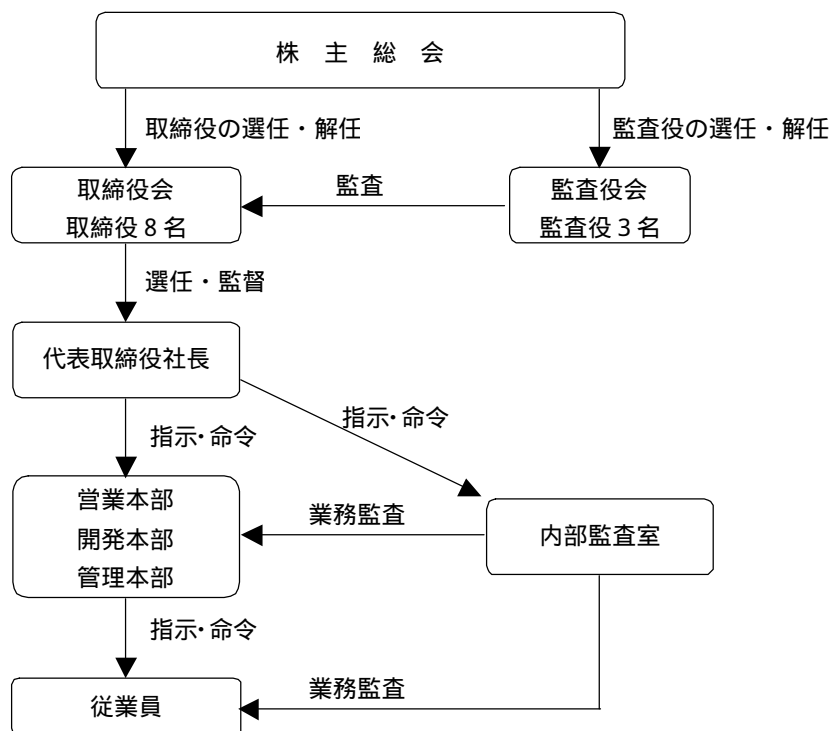 株 主 総 会
取締役の選任・解任
監査役の選任・解任
取締役会
取締役８名
監査
監査役会
監査役３名
選任・監督
代表取締役社長
指示・命令
指示・命令
営業本部
開発本部
管理本部
業務監査
内部監査室
指示・命令
従業員
業務監査